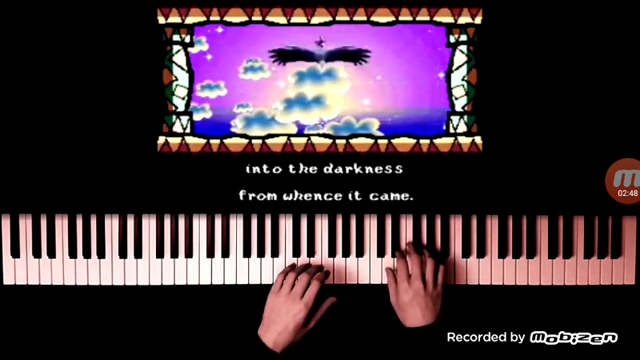 into the darkness
from whence it came.
02:48
Recorded by mobizen